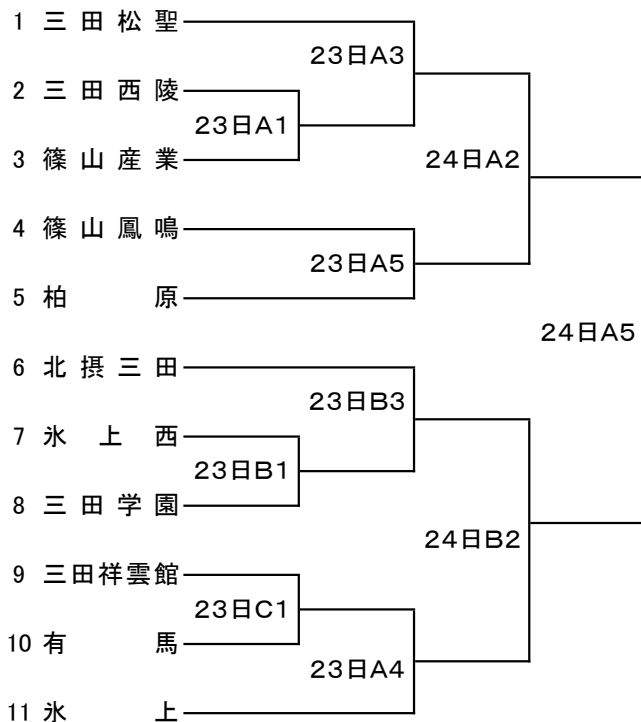 1 三田松聖
23日A3
2 三田西陵
23日A1
3 篠山産業
24日A2
4 篠山鳳鳴
23日A5
5 柏原
24日A5
6 北摂三田
23日B3
7 氷上西
23日B1
8 三田学園
24日B2
9 三田祥雲館
23日C1
10 有馬
23日A4
11 氷上